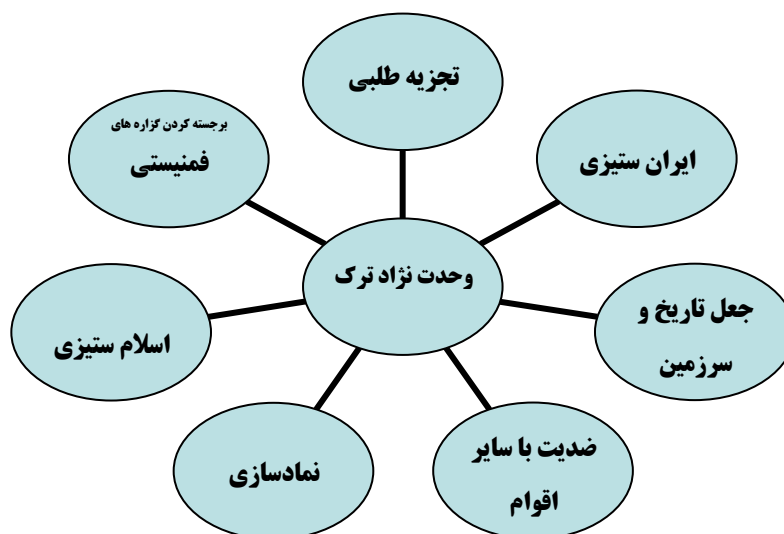 تجزیه طلبی
برجسته کردن گزاره های
فمنیستی
ایران ستیزی
وحدت نژاد ترک
جعل تاریخ و
سرزمین
اسلام ستیزی
ضدیت با سایر
اقوام
نمادسازی